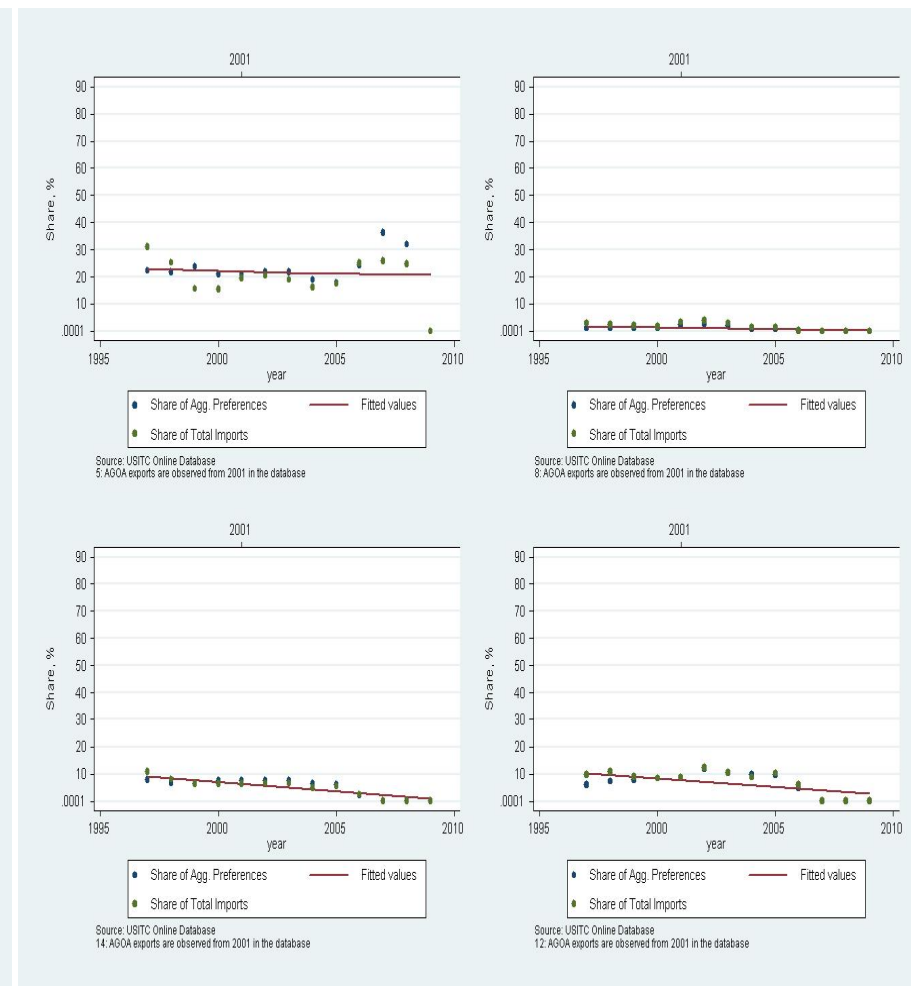 2001
90
80
70
60
50
40
30
20
10
.0001
Share, %
1995 2000 2005 2010
year
Share of Agg. Preferences Fitted values
Share of Total Imports
Source: USITC Online Database
5: AGOA exports are observed from 2001 in the database
2001
90
80
70
60
50
40
30
20
10
.0001
Share, %
1995 2000 2005 2010
year
Share of Agg. Preferences Fitted values
Share of Total Imports
Source: USITC Online Database
8: AGOA exports are observed from 2001 in the database
2001
90
80
70
60
50
40
30
20
10
.0001
Share, %
1995 2000 2005 2010
year
Share of Agg. Preferences Fitted values
Share of Total Imports
Source: USITC Online Database
14: AGOA exports are observed from 2001 in the database
2001
90
80
70
60
50
40
30
20
10
.0001
Share, %
1995 2000 2005 2010
year
Share of Agg. Preferences Fitted values
Share of Total Imports
Source: USITC Online Database
12: AGOA exports are observed from 2001 in the database